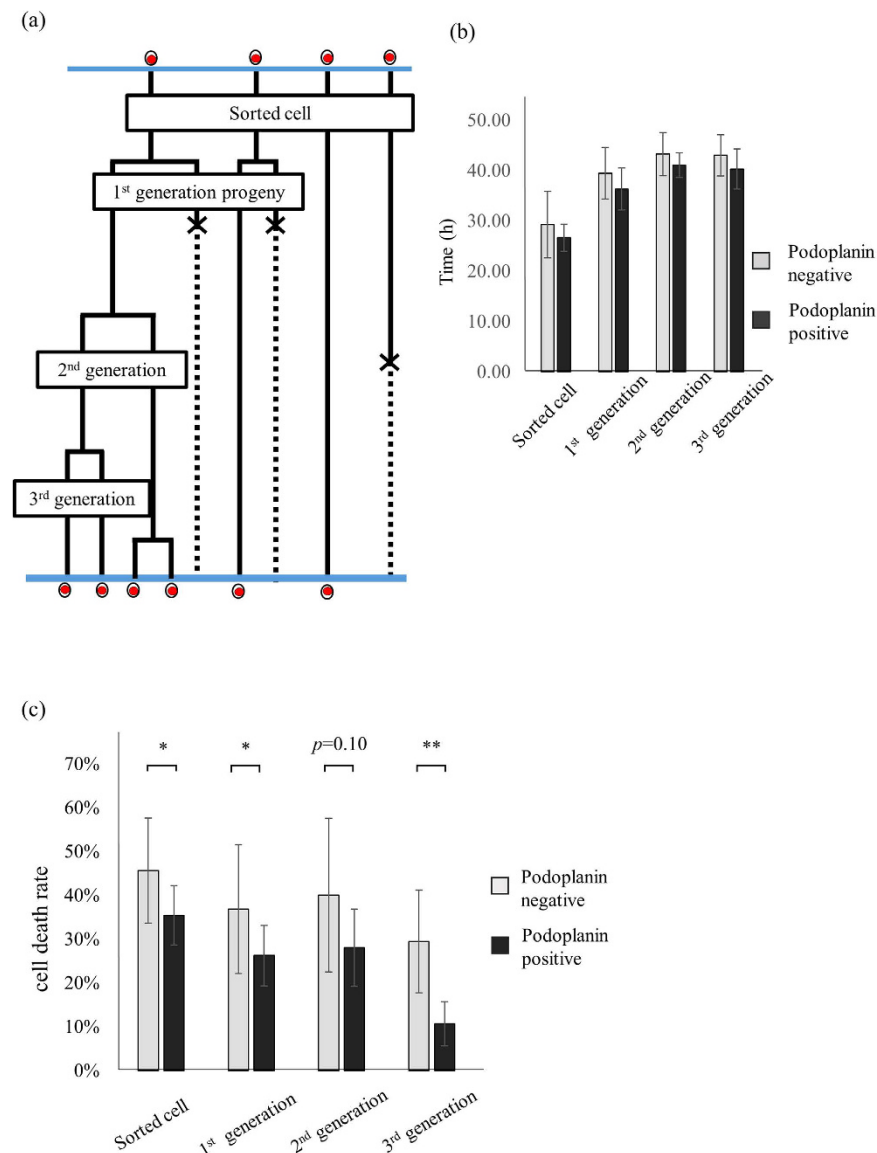 (a)
Sorted cell
1st generation progeny
2nd generation
3rd generation
(b)
50.00
40.00
30.00
20.00
10.00
0.00
Time (h)
Sorted cell
1st generation
2nd generation
3rd generation
Podoplanin
negative
Podoplanin
positive
(c)
* * p=0.10 **
70%
60%
50%
40%
30%
20%
10%
0%
cell death rate
Sorted cell
1st generation
2nd generation
3rd generation
Podoplanin
negative
Podoplanin
positive